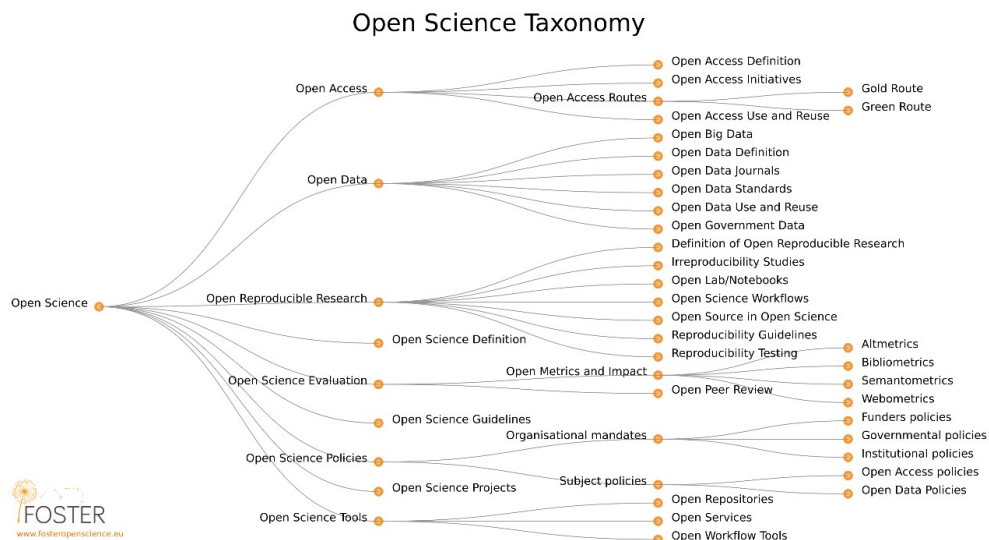 Open Science Taxonomy
Open Science
Open Access
Open Access Definition
Open Access Initiatives
Open Access Routes
Gold Route
Green Route
Open Access Use and Reuse
Open Data
Open Big Data
Open Data Definition
Open Data Journals
Open Data Standards
Open Data Use and Reuse
Open Government Data
Open Reproducible Research
Definition of Open Reproducible Research
Irreproducibility Studies
Open Lab/Notebooks
Open Science Workflows
Open Source in Open Science
Reproducibility Guidelines
Reproducibility Testing
Open Science Definition
Open Science Evaluation
Open Metrics and Impact
Altmetrics
Bibliometrics
Semantometrics
Webometrics
Open Peer Review
Open Science Guidelines
Open Science Policies
Organisational mandates
Funders policies
Governmental policies
Institutional policies
Subject policies
Open Access policies
Open Data Policies
Open Science Projects
Open Science Tools
Open Repositories
Open Services
Open Workflow Tools
FOSTER
www.fosteropenscience.eu